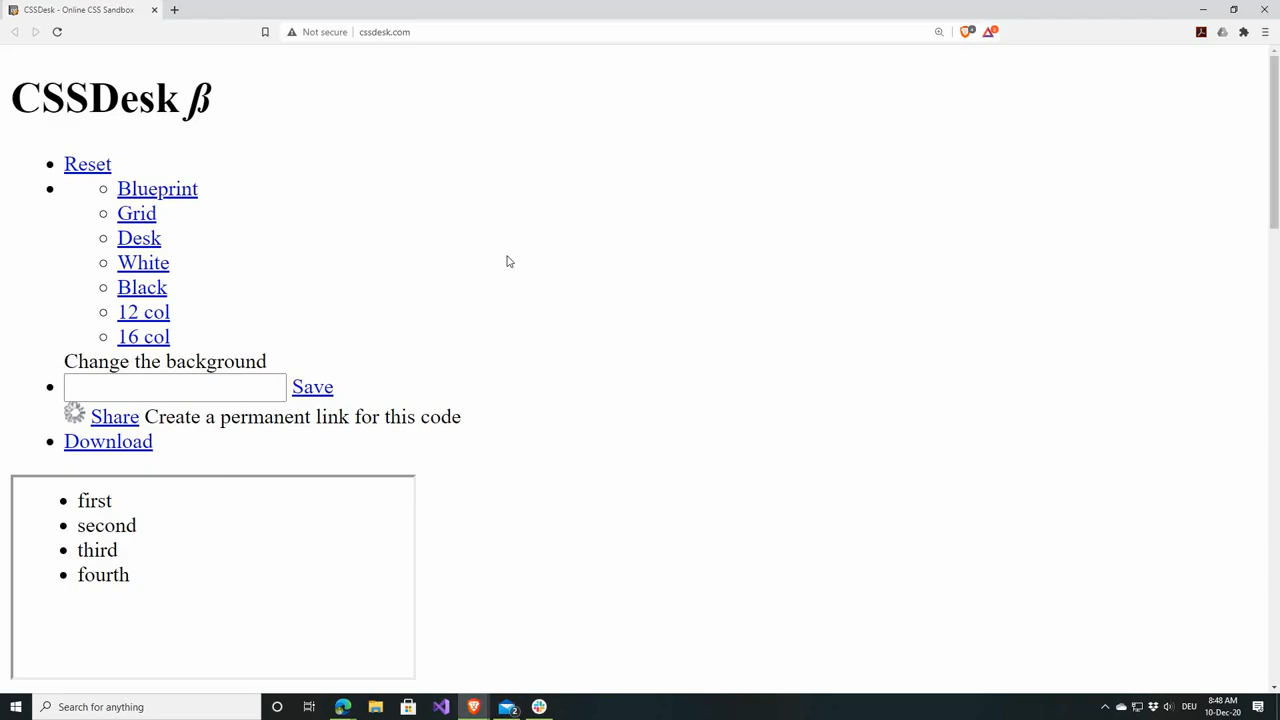 CSSDesk - Online CSS Sandbox
Not secure
cssdesk.com
CSSDesk β
Reset
Blueprint
Grid
Desk
White
Black
12 col
16 col
Change the background
Save
Share Create a permanent link for this code
Download
first
second
third
fourth
Search for anything
2
DEU
8:48 AM
10-Dec-20